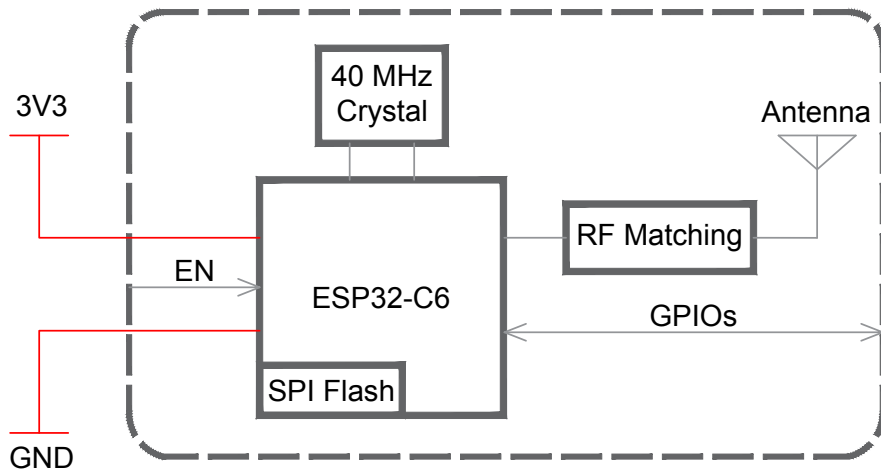 40 MHz
Crystal
3V3
Antenna
RF Matching
EN
ESP32-C6
GPIOs
SPI Flash
GND